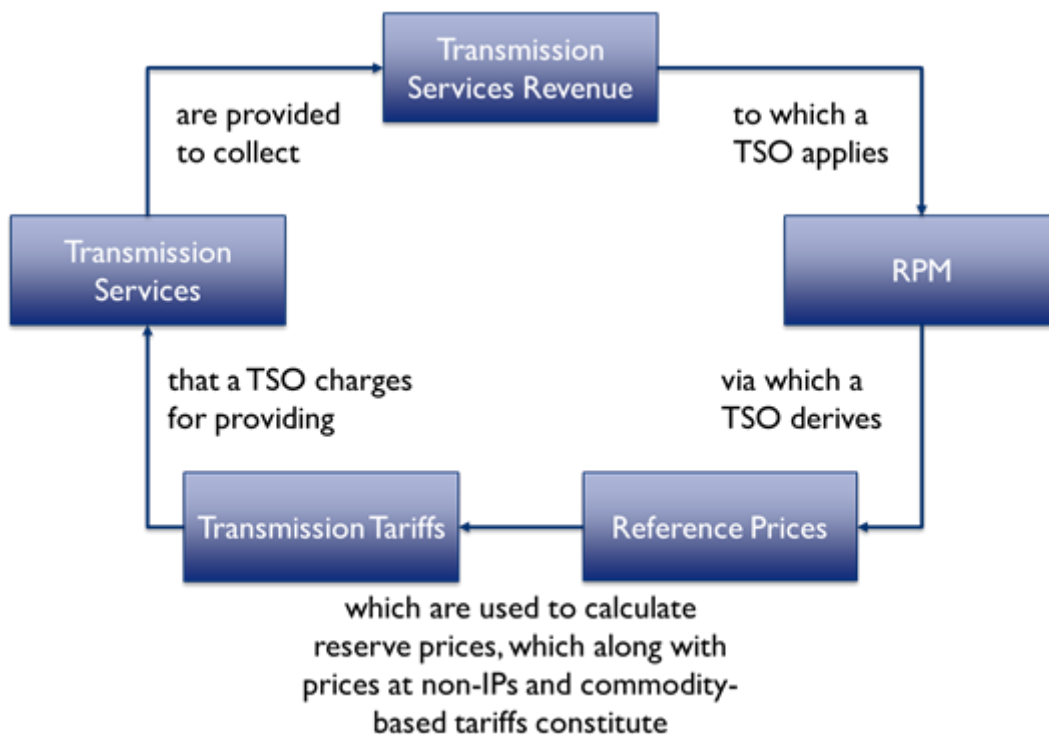 Transmission
Services Revenue
are provided
to collect
to which a
TSO applies
Transmission
Services
RPM
that a TSO charges
for providing
via which a
TSO derives
Transmission Tariffs
Reference Prices
which are used to calculate
reserve prices, which along with
prices at non-IPs and commodity-
based tariffs constitute